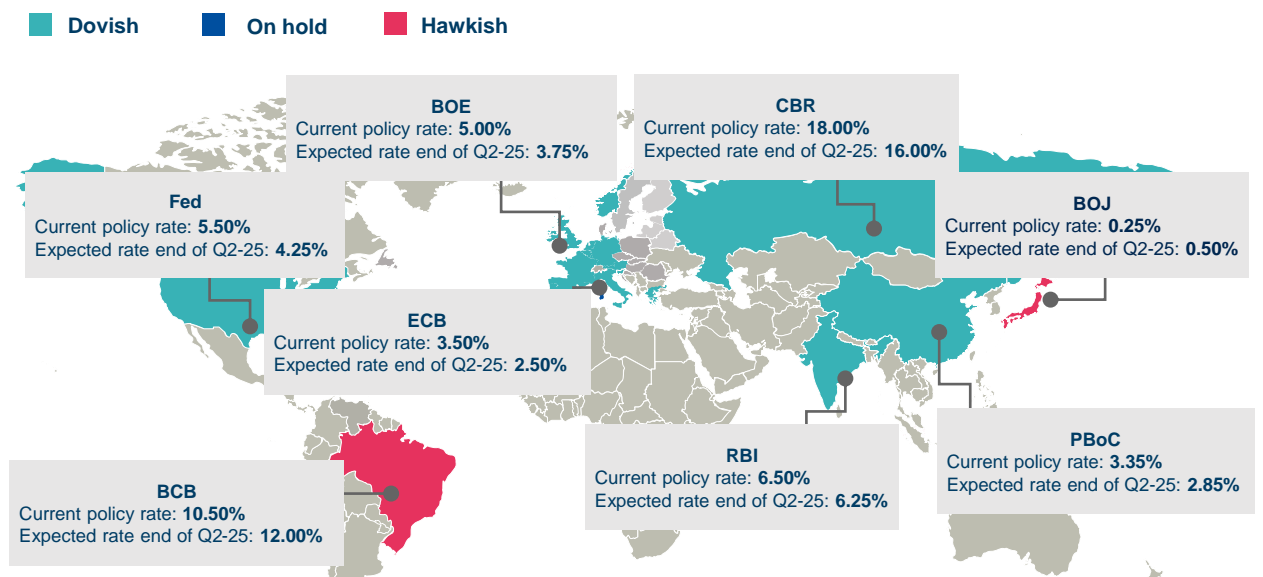 Dovish
On hold
Hawkish
BOE
Current policy rate: 5.00%
Expected rate end of Q2-25: 3.75%
CBR
Current policy rate: 18.00%
Expected rate end of Q2-25: 16.00%
Fed
Current policy rate: 5.50%
Expected rate end of Q2-25: 4.25%
BOJ
Current policy rate: 0.25%
Expected rate end of Q2-25: 0.50%
ECB
Current policy rate: 3.50%
Expected rate end of Q2-25: 2.50%
BCB
Current policy rate: 10.50%
Expected rate end of Q2-25: 12.00%
RBI
Current policy rate: 6.50%
Expected rate end of Q2-25: 6.25%
PBoC
Current policy rate: 3.35%
Expected rate end of Q2-25: 2.85%